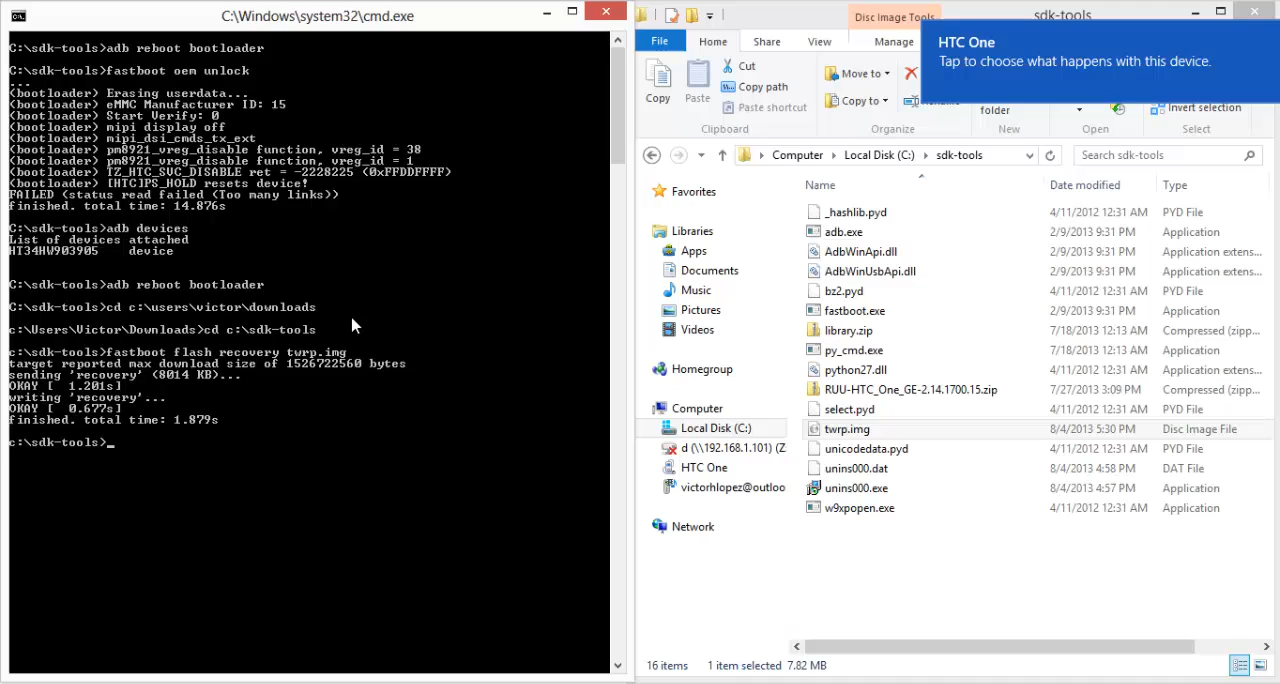 C:\Windows\system32\cmd.exe
C:\sdk-tools>adb reboot bootloader
C:\sdk-tools>fastboot oem unlock
...
(bootloader) Erasing userdata...
(bootloader) eMMC Manufacturer ID: 15
(bootloader) Start Verify: 0
(bootloader) mipi display off
(bootloader) mipi_dsi_cmds_tx_ext
(bootloader) pm8921_vreg_disable function, vreg_id = 38
(bootloader) pm8921_vreg_disable function, vreg_id = 1
(bootloader) TZ_HTC_SVC_DISABLE ret = -2228225 (0xFFDDFFFF)
(bootloader) [HTC]PS_HOLD resets device!
FAILED (status read failed (Too many links))
finished. total time: 14.876s
C:\sdk-tools>adb devices
List of devices attached
HT34HW903905    device
C:\sdk-tools>adb reboot bootloader
C:\sdk-tools>cd c:\users\victor\downloads
c:\Users\Victor\Downloads>cd c:\sdk-tools
c:\sdk-tools>fastboot flash recovery twrp.img
target reported max download size of 1526722560 bytes
sending 'recovery' (8014 KB)...
OKAY [  1.201s]
writing 'recovery'...
OKAY [  0.677s]
finished. total time: 1.879s
c:\sdk-tools>_
Disc Image Tools
sdk-tools
File Home Share View Manage
HTC One
Tap to choose what happens with this device.
Copy
Paste
Cut
Copy path
Paste shortcut
Clipboard
Move to
Copy to
Organize
folder
New
Open
Invert selection
Select
Computer Local Disk (C:) sdk-tools
Search sdk-tools
Favorites
Libraries
Apps
Documents
Music
Pictures
Videos
Homegroup
Computer
Local Disk (C:)
d (\\192.168.1.101) (Z
HTC One
victorhlopez@outloo
Network
Name Date modified Type
_hashlib.pyd 4/11/2012 12:31 AM PYD File
adb.exe 2/9/2013 9:31 PM Application
AdbWinApi.dll 2/9/2013 9:31 PM Application extens...
AdbWinUsbApi.dll 2/9/2013 9:31 PM Application extens...
bz2.pyd 4/11/2012 12:31 AM PYD File
fastboot.exe 2/9/2013 9:31 PM Application
library.zip 7/18/2013 12:13 AM Compressed (zipp...
py_cmd.exe 7/18/2013 12:13 AM Application
python27.dll 4/11/2012 12:31 AM Application extens...
RUU-HTC_One_GE-2.14.1700.15.zip 7/27/2013 3:09 PM Compressed (zipp...
select.pyd 4/11/2012 12:31 AM PYD File
twrp.img 8/4/2013 5:30 PM Disc Image File
unicodedata.pyd 4/11/2012 12:31 AM PYD File
unins000.dat 8/4/2013 4:58 PM DAT File
unins000.exe 8/4/2013 4:57 PM Application
w9xpopen.exe 4/11/2012 12:31 AM Application
16 items 1 item selected 7.82 MB